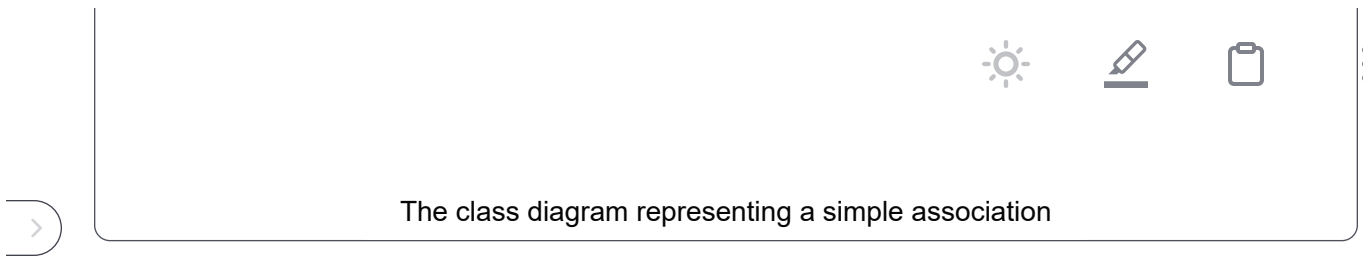 The class diagram representing a simple association